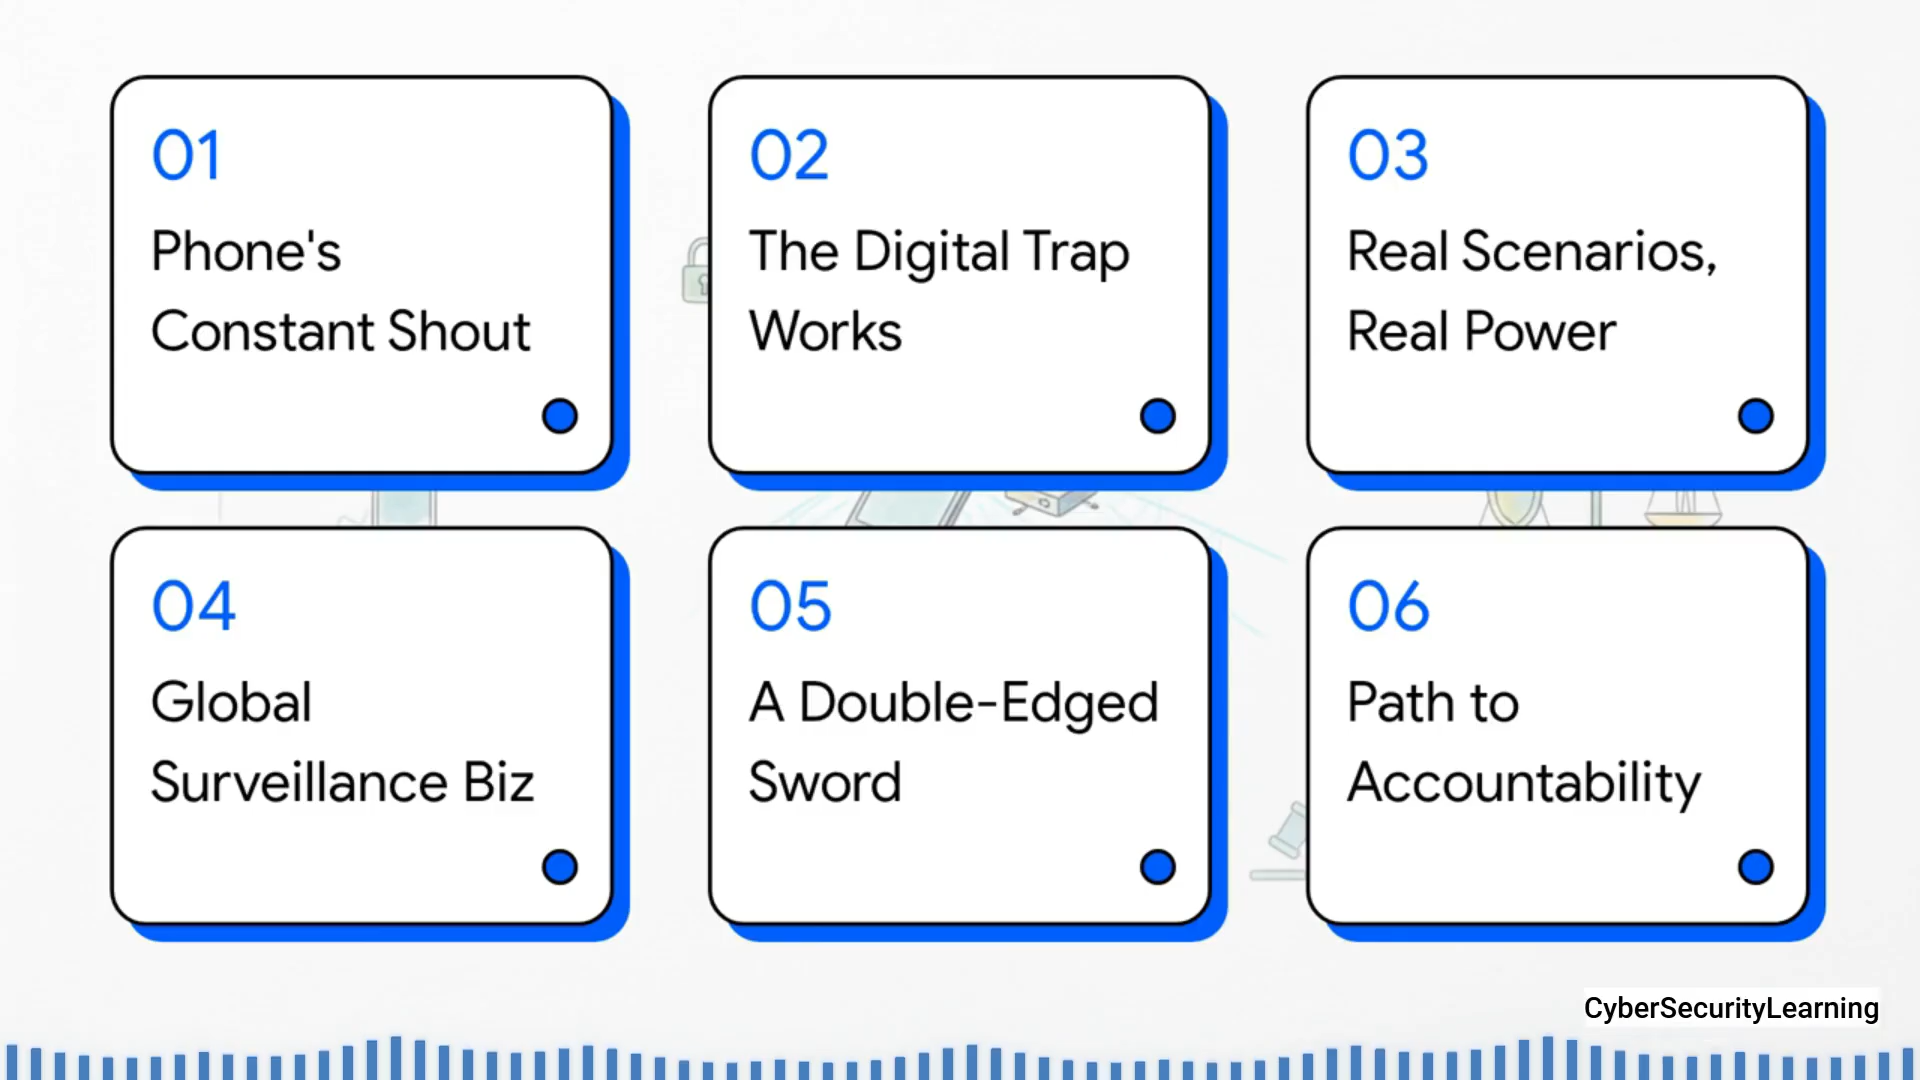 01
Phone's
Constant Shout
02
The Digital Trap
Works
03
Real Scenarios,
Real Power
04
Global
Surveillance Biz
05
A Double-Edged
Sword
06
Path to
Accountability
CyberSecurityLearning